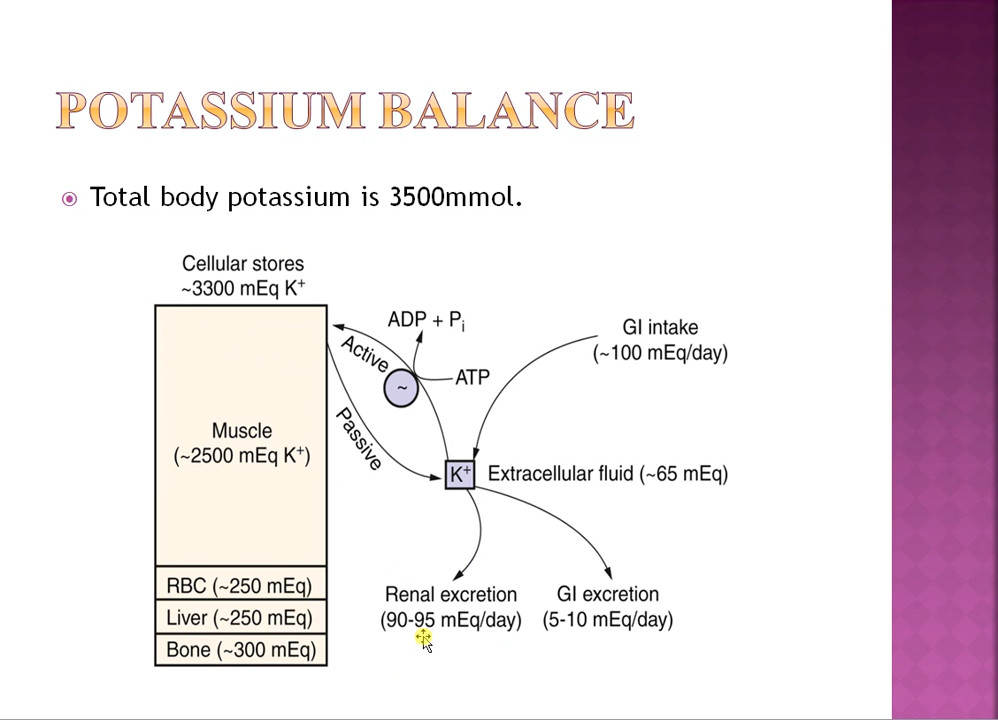 POTASSIUM BALANCE
Total body potassium is 3500mmol.
Cellular stores
~3300 mEq K⁺
ADP + Pᵢ
GI intake
(~100 mEq/day)
Active
~
ATP
Muscle
(~2500 mEq K⁺)
Passive
K⁺ Extracellular fluid (~65 mEq)
RBC (~250 mEq)
Liver (~250 mEq)
Bone (~300 mEq)
Renal excretion
(90-95 mEq/day)
GI excretion
(5-10 mEq/day)